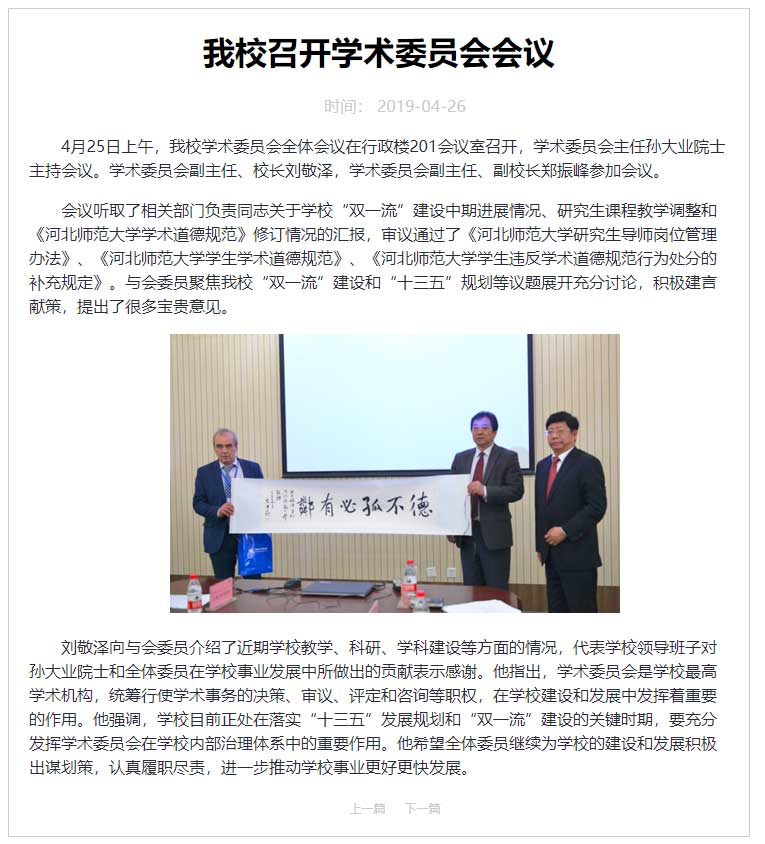 我校召开学术委员会会议
时间： 2019-04-26
4月25日上午，我校学术委员会全体会议在行政楼201会议室召开，学术委员会主任孙大业院士
主持会议。学术委员会副主任、校长刘敬泽，学术委员会副主任、副校长郑振峰参加会议。
会议听取了相关部门负责同志关于学校“双一流”建设中期进展情况、研究生课程教学调整和
《河北师范大学学术道德规范》修订情况的汇报，审议通过了《河北师范大学研究生导师岗位管理
办法》、《河北师范大学学生学术道德规范》、《河北师范大学学生违反学术道德规范行为处分的
补充规定》。与会委员聚焦我校“双一流”建设和“十三五”规划等议题展开充分讨论，积极建言
献策，提出了很多宝贵意见。
德不孤必有鄰
刘敬泽向与会委员介绍了近期学校教学、科研、学科建设等方面的情况，代表学校领导班子对
孙大业院士和全体委员在学校事业发展中所做出的贡献表示感谢。他指出，学术委员会是学校最高
学术机构，统筹行使学术事务的决策、审议、评定和咨询等职权，在学校建设和发展中发挥着重要
的作用。他强调，学校目前正处在落实“十三五”发展规划和“双一流”建设的关键时期，要充分
发挥学术委员会在学校内部治理体系中的重要作用。他希望全体委员继续为学校的建设和发展积极
出谋划策，认真履职尽责，进一步推动学校事业更好更快发展。
上一篇 下一篇